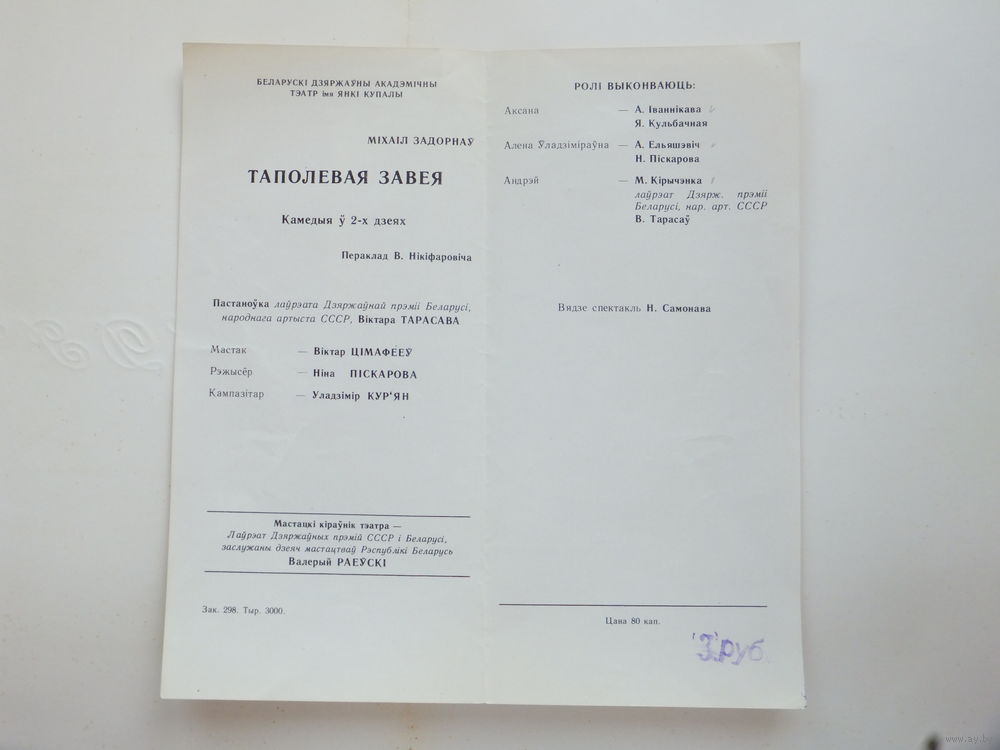 БЕЛАРУСКІ ДЗЯРЖАЎНЫ АКАДЭМІЧНЫ
ТЭАТР імя ЯНКІ КУПАЛЫ
МІХАІЛ ЗАДОРНАЎ
ТАПОЛЕВАЯ ЗАВЕЯ
Камедыя ў 2-х дзеях
Пераклад В. Нікіфаровіча
Пастаноўка лаўрэата Дзяржаўнай прэміі Беларусі,
народнага артыста СССР, Віктара ТАРАСАВА
Мастак — Віктар ЦІМАФЕЕЎ
Рэжысёр — Ніна ПІСКАРОВА
Кампазітар — Уладзімір КУР'ЯН
Мастацкі кіраўнік тэатра —
Лаўрэат Дзяржаўных прэмій СССР і Беларусі,
заслужаны дзеяч мастацтваў Рэспублікі Беларусь
Валерый РАЕЎСКІ
Зак. 298. Тыр. 3000.
РОЛІ ВЫКОНВАЮЦЬ:
Аксана — А. Іваннікава
Я. Кульбачная
Алена Ўладзіміраўна — А. Ельяшэвіч
Н. Піскарова
Андрэй — М. Кірычэнка
лаўрэат Дзярж. прэміі
Беларусі, нар. арт. СССР
В. Тарасаў
Вядзе спектакль Н. Самонава
Цана 80 кап.
"3"руб.
www.ay.by